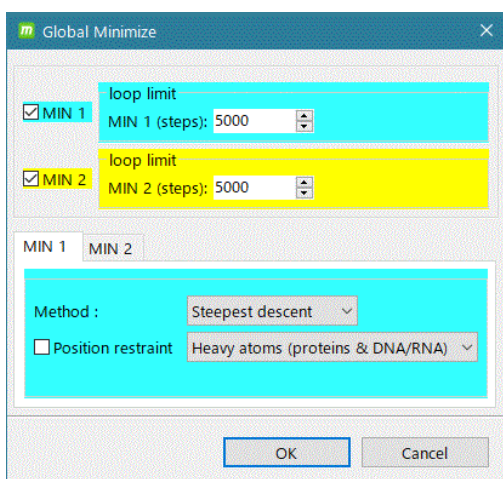 m Global Minimize
loop limit
MIN 1 MIN 1 (steps): 5000
loop limit
MIN 2 MIN 2 (steps): 5000
MIN 1 MIN 2
Method : Steepest descent
Position restraint Heavy atoms (proteins & DNA/RNA)
OK Cancel